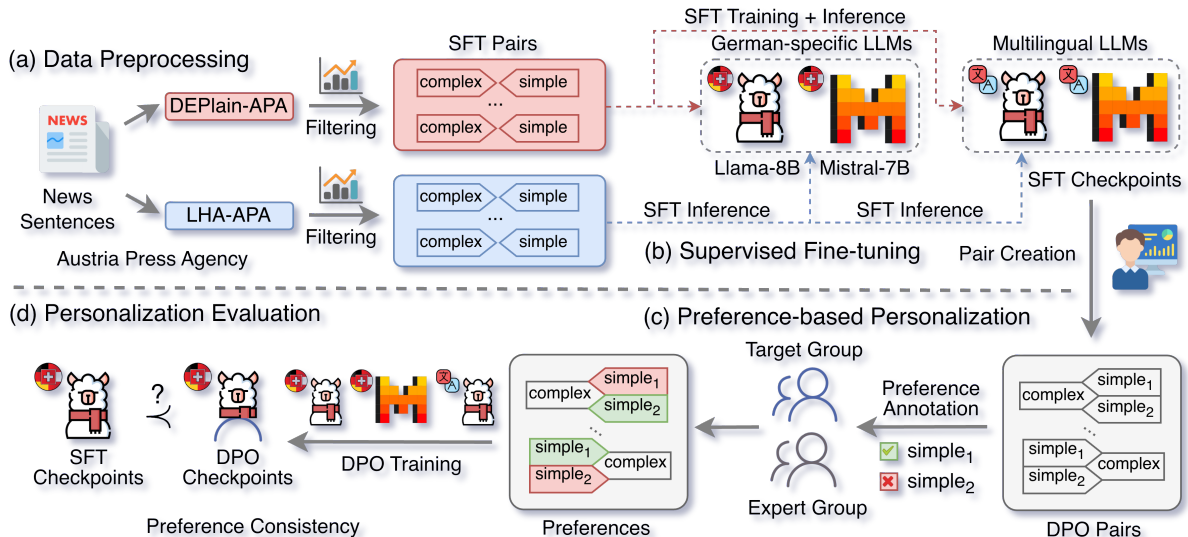 (a) Data Preprocessing
NEWS
News
Sentences
Austria Press Agency
DEPlain-APA
LHA-APA
Filtering
Filtering
SFT Pairs
complex simple
...
complex simple
complex simple
...
complex simple
SFT Training + Inference
German-specific LLMs
Multilingual LLMs
文
A
文
A
Llama-8B
Mistral-7B
SFT Inference
SFT Inference
SFT Checkpoints
(b) Supervised Fine-tuning
Pair Creation
(c) Preference-based Personalization
complex
simple₁
simple₂
...
simple₁
simple₂
complex
DPO Pairs
Preference
Annotation
simple₁
simple₂
Target Group
Expert Group
complex
simple₁
simple₂
...
simple₁
simple₂
complex
Preferences
(d) Personalization Evaluation
文
A
DPO Training
?
SFT
Checkpoints
DPO
Checkpoints
Preference Consistency